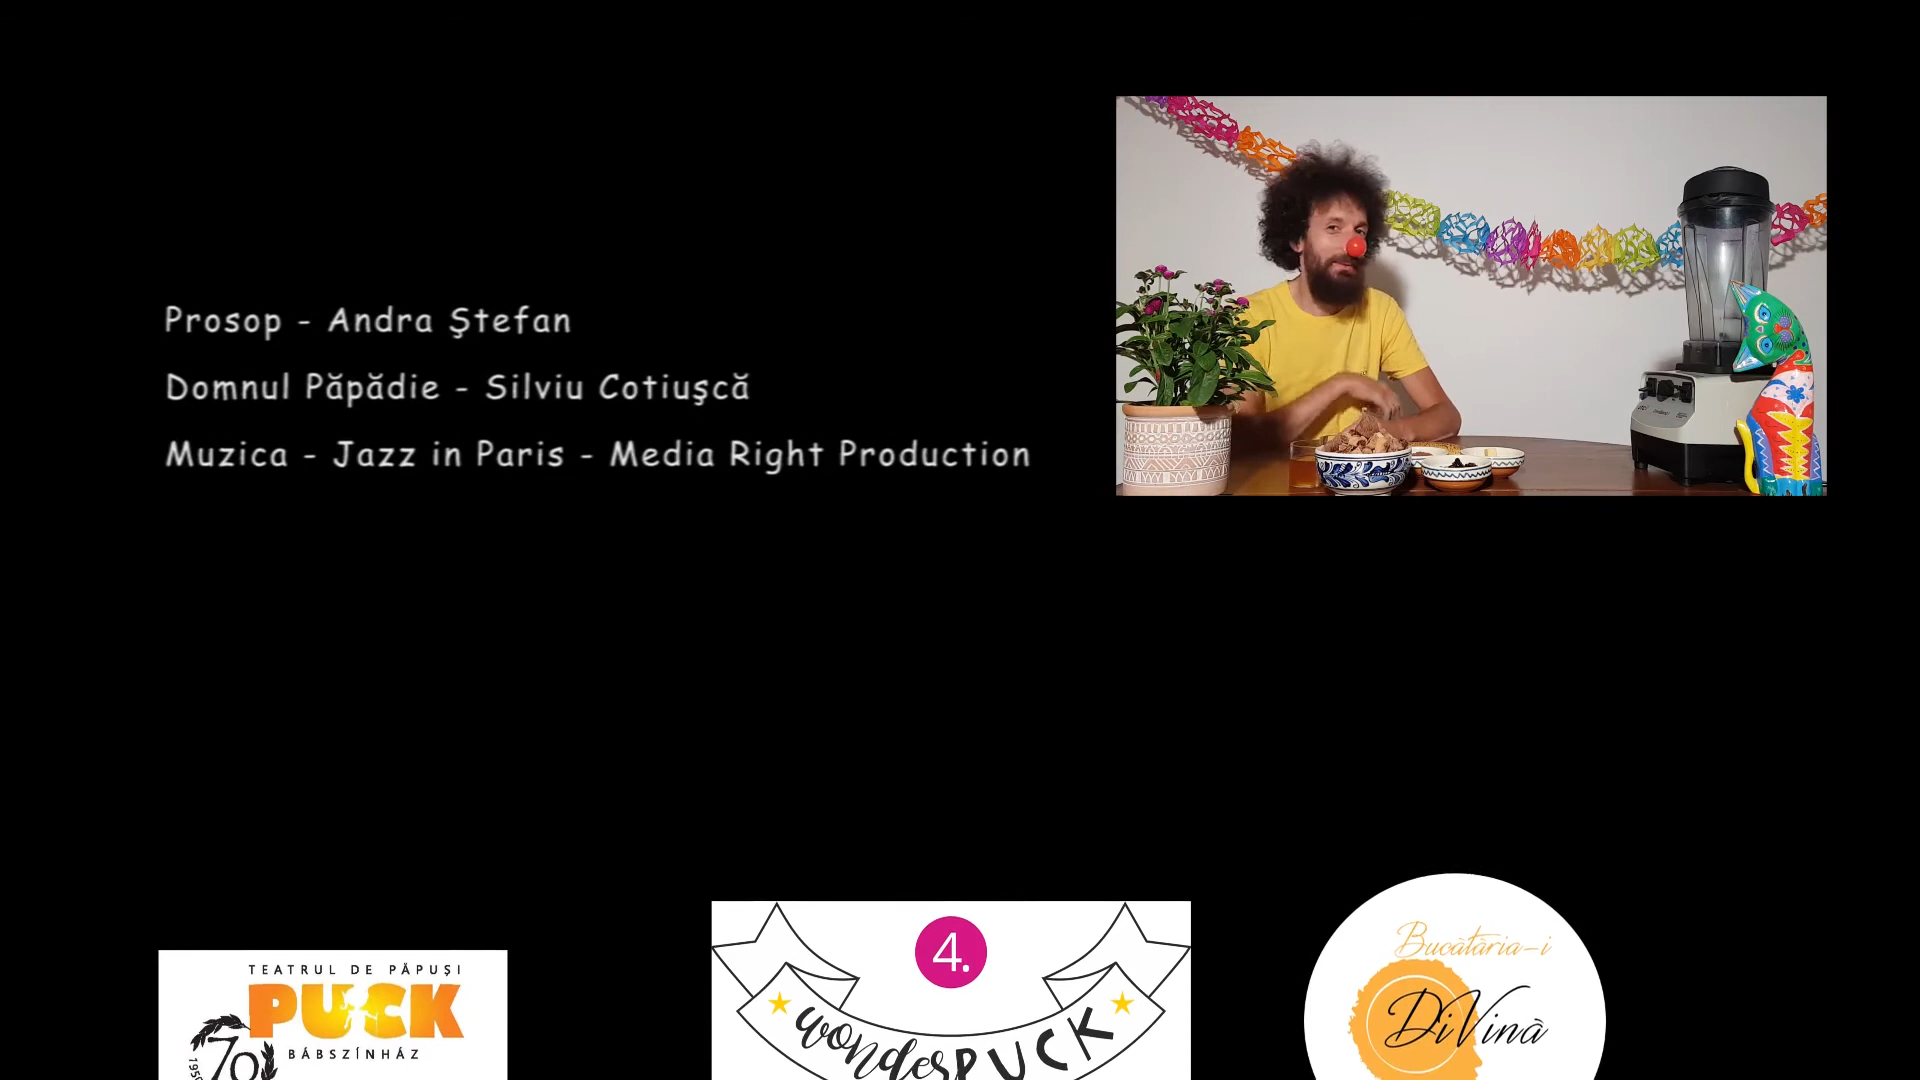 Prosop - Andra Ştefan
Domnul Păpădie - Silviu Cotiuşcă
Muzica - Jazz in Paris - Media Right Production
TEATRUL DE PĂPUȘI
PUCK
BÁBSZÍNHÁZ
70
4.
wonderPUCK
Bucătăria-i
DiVină